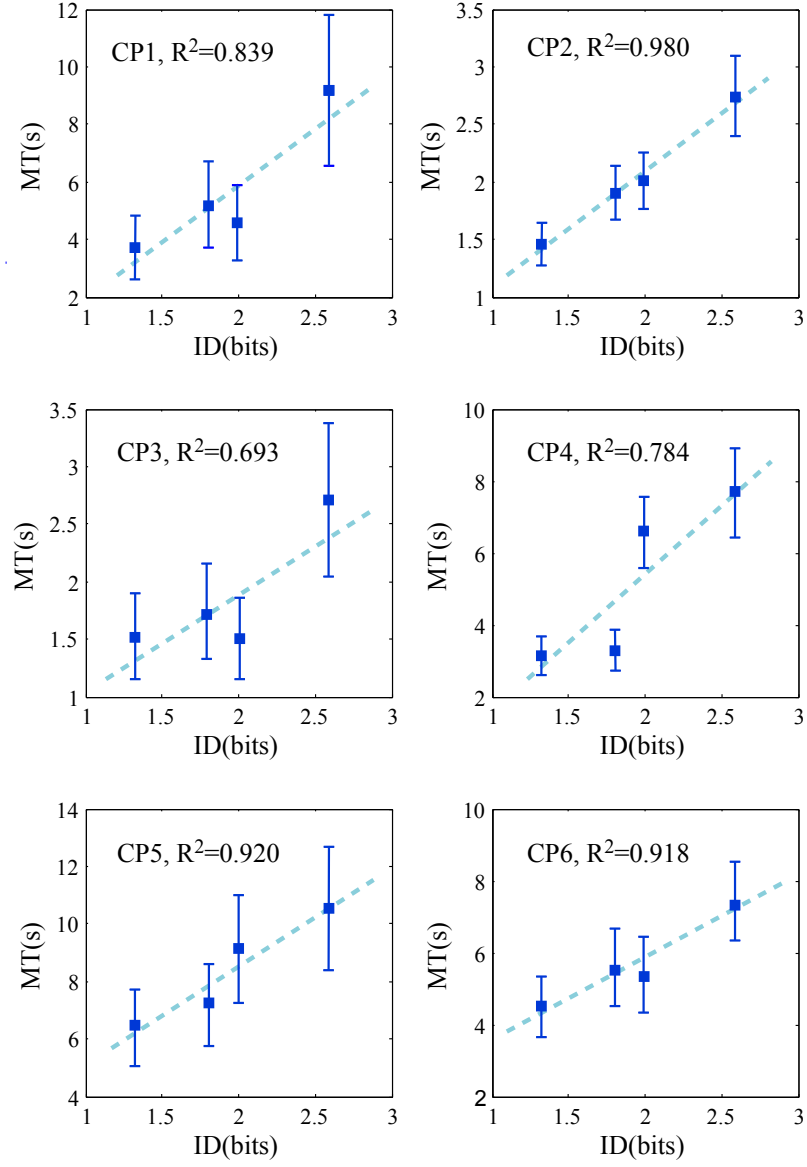 CP1, R²=0.839
MT(s)
12
10
8
6
4
2
1 1.5 2 2.5 3
ID(bits)
CP2, R²=0.980
MT(s)
3.5
3
2.5
2
1.5
1
1 1.5 2 2.5 3
ID(bits)
CP3, R²=0.693
MT(s)
3.5
3
2.5
2
1.5
1
1 1.5 2 2.5 3
ID(bits)
CP4, R²=0.784
MT(s)
10
8
6
4
2
1 1.5 2 2.5 3
ID(bits)
CP5, R²=0.920
MT(s)
14
12
10
8
6
4
1 1.5 2 2.5 3
ID(bits)
CP6, R²=0.918
MT(s)
10
8
6
4
2
1 1.5 2 2.5 3
ID(bits)